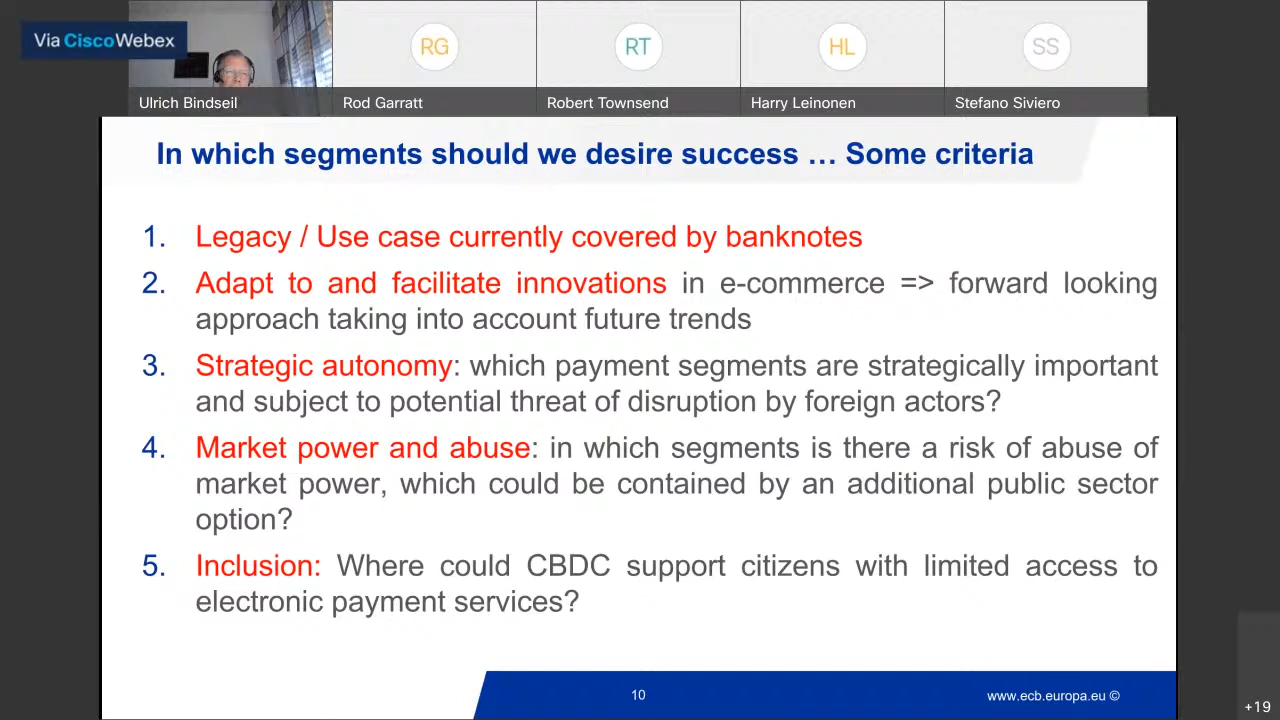 Via CiscoWebex
RG
RT
HL
SS
Ulrich Bindseil
Rod Garratt
Robert Townsend
Harry Leinonen
Stefano Siviero
In which segments should we desire success … Some criteria
1. Legacy / Use case currently covered by banknotes
2. Adapt to and facilitate innovations in e-commerce => forward looking
approach taking into account future trends
3. Strategic autonomy: which payment segments are strategically important
and subject to potential threat of disruption by foreign actors?
4. Market power and abuse: in which segments is there a risk of abuse of
market power, which could be contained by an additional public sector
option?
5. Inclusion: Where could CBDC support citizens with limited access to
electronic payment services?
10
www.ecb.europa.eu ©
+19